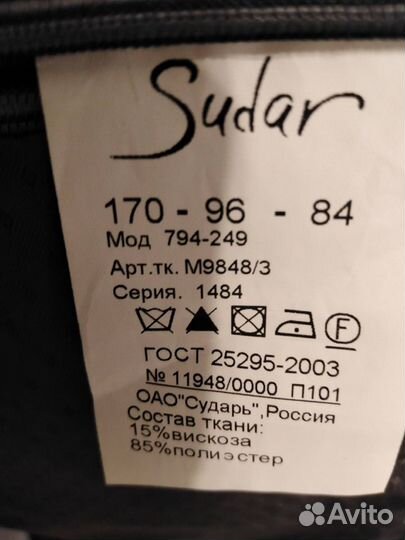 Sudar
170 - 96 - 84
Мод 794-249
Арт.тк. М9848/3
Серия. 1484
F
ГОСТ 25295-2003
№ 11948/0000 П101
ОАО"Сударь",Россия
Состав ткани:
15%вискоза
85%полиэстер
Avito